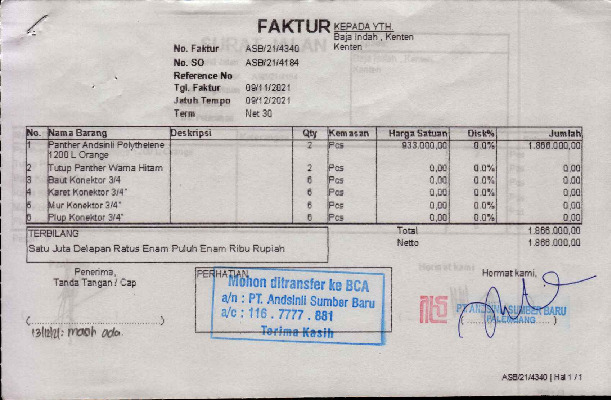 FAKTUR
KEPADA YTH.
Baja Indah , Kenten
Kenten
No. Faktur ASB/21/4340
No. SO ASB/21/4184
Reference No
Tgl. Faktur 09/11/2021
Jatuh Tempo 09/12/2021
Term Net 30
No. Nama Barang Deskripsi Qty Kemasan Harga Satuan Disk% Jumlah
1 Panther Andsinli Polythelene 2 Pcs 933.000,00 0.0% 1.866.000,00
1200 L Orange
2 Tutup Panther Warna Hitam 2 Pcs 0,00 0.0% 0,00
3 Baut Konektor 3/4 6 Pcs 0,00 0.0% 0,00
4 Karet Konektor 3/4" 6 Pcs 0,00 0.0% 0,00
5 Mur Konektor 3/4" 6 Pcs 0,00 0.0% 0,00
6 Plup Konektor 3/4" 6 Pcs 0,00 0.0% 0,00
TERBILANG
Satu Juta Delapan Ratus Enam Puluh Enam Ribu Rupiah
Total 1.866.000,00
Netto 1.866.000,00
Penerima,
Tanda Tangan / Cap
PERHATIAN
Mohon ditransfer ke BCA
a/n : PT. Andsinli Sumber Baru
a/c : 116 . 7777 . 881
Terima Kasih
Hormat kami,
PT. ANDSINLI SUMBER BARU
PALEMBANG
ASB/21/4340 | Hal 1 / 1